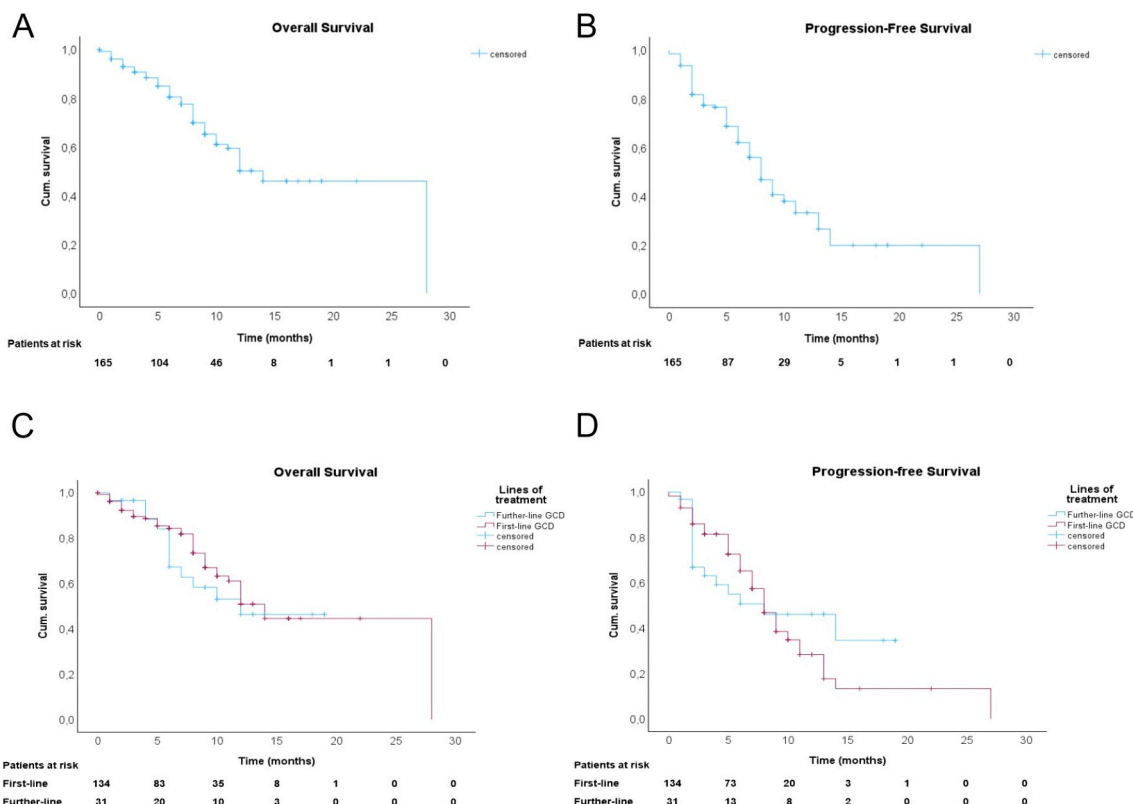 A
Overall Survival
censored
1,0
0,8
0,6
0,4
0,2
0,0
Cum. survival
0 5 10 15 20 25 30
Time (months)
Patients at risk
165 104 46 8 1 1 0
B
Progression-Free Survival
censored
1,0
0,8
0,6
0,4
0,2
0,0
Cum. survival
0 5 10 15 20 25 30
Time (months)
Patients at risk
165 87 29 5 1 1 0
C
Overall Survival
Lines of
treatment
Further-line GCD
First-line GCD
censored
censored
1,0
0,8
0,6
0,4
0,2
0,0
Cum. survival
0 5 10 15 20 25 30
Time (months)
Patients at risk
First-line 134 83 35 8 1 0 0
Further-line 31 20 10 3 0 0 0
D
Progression-free Survival
Lines of
treatment
Further-line GCD
First-line GCD
censored
censored
1,0
0,8
0,6
0,4
0,2
0,0
Cum. survival
0 5 10 15 20 25 30
Time (months)
Patients at risk
First-line 134 73 20 3 1 0 0
Further-line 31 13 8 2 0 0 0